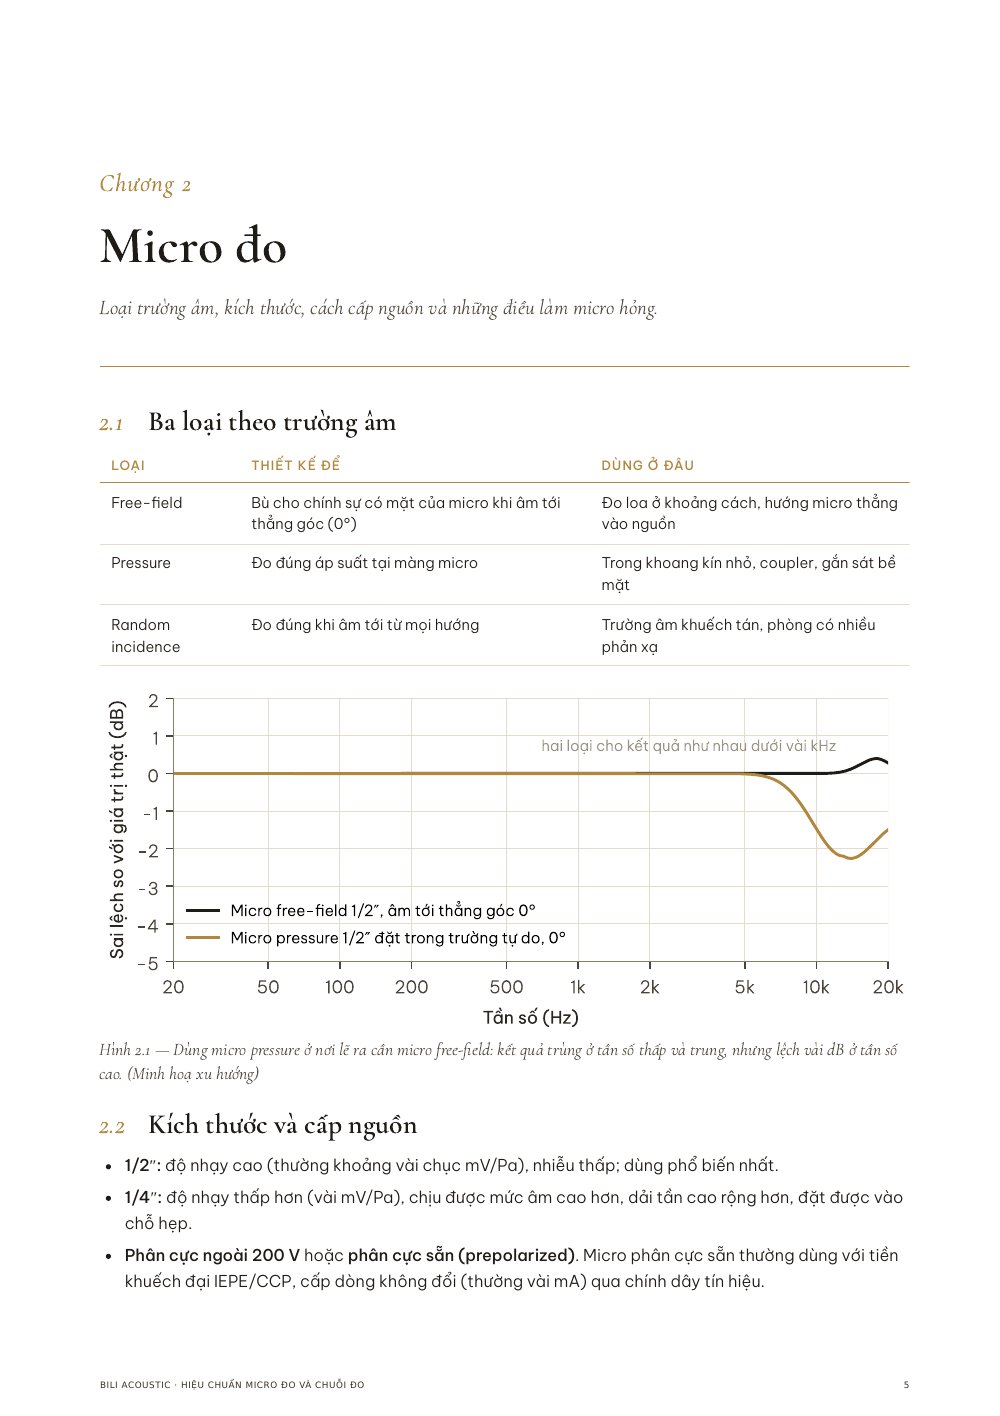 Chương 2
Micro đo
Loại trường âm, kích thước, cách cấp nguồn và những điều làm micro hỏng.
2.1 Ba loại theo trường âm
LOẠI THIẾT KẾ ĐỂ DÙNG Ở ĐÂU
Free-field Bù cho chính sự có mặt của micro khi âm tới Đo loa ở khoảng cách, hướng micro thẳng
thẳng góc (0°) vào nguồn
Pressure Đo đúng áp suất tại màng micro Trong khoang kín nhỏ, coupler, gắn sát bề
mặt
Random Đo đúng khi âm tới từ mọi hướng Trường âm khuếch tán, phòng có nhiều
incidence phản xạ
Sai lệch so với giá trị thật (dB)
2
1
0
-1
-2
-3
-4
-5
hai loại cho kết quả như nhau dưới vài kHz
Micro free-field 1/2″, âm tới thẳng góc 0°
Micro pressure 1/2″ đặt trong trường tự do, 0°
20 50 100 200 500 1k 2k 5k 10k 20k
Tần số (Hz)
Hình 2.1 — Dùng micro pressure ở nơi lẽ ra cần micro free-field: kết quả trùng ở tần số thấp và trung, nhưng lệch vài dB ở tần số
cao. (Minh hoạ xu hướng)
2.2 Kích thước và cấp nguồn
• 1/2″: độ nhạy cao (thường khoảng vài chục mV/Pa), nhiễu thấp; dùng phổ biến nhất.
• 1/4″: độ nhạy thấp hơn (vài mV/Pa), chịu được mức âm cao hơn, dải tần cao rộng hơn, đặt được vào
chỗ hẹp.
• Phân cực ngoài 200 V hoặc phân cực sẵn (prepolarized). Micro phân cực sẵn thường dùng với tiền
khuếch đại IEPE/CCP, cấp dòng không đổi (thường vài mA) qua chính dây tín hiệu.
BILI ACOUSTIC · HIỆU CHUẨN MICRO ĐO VÀ CHUỖI ĐO 5